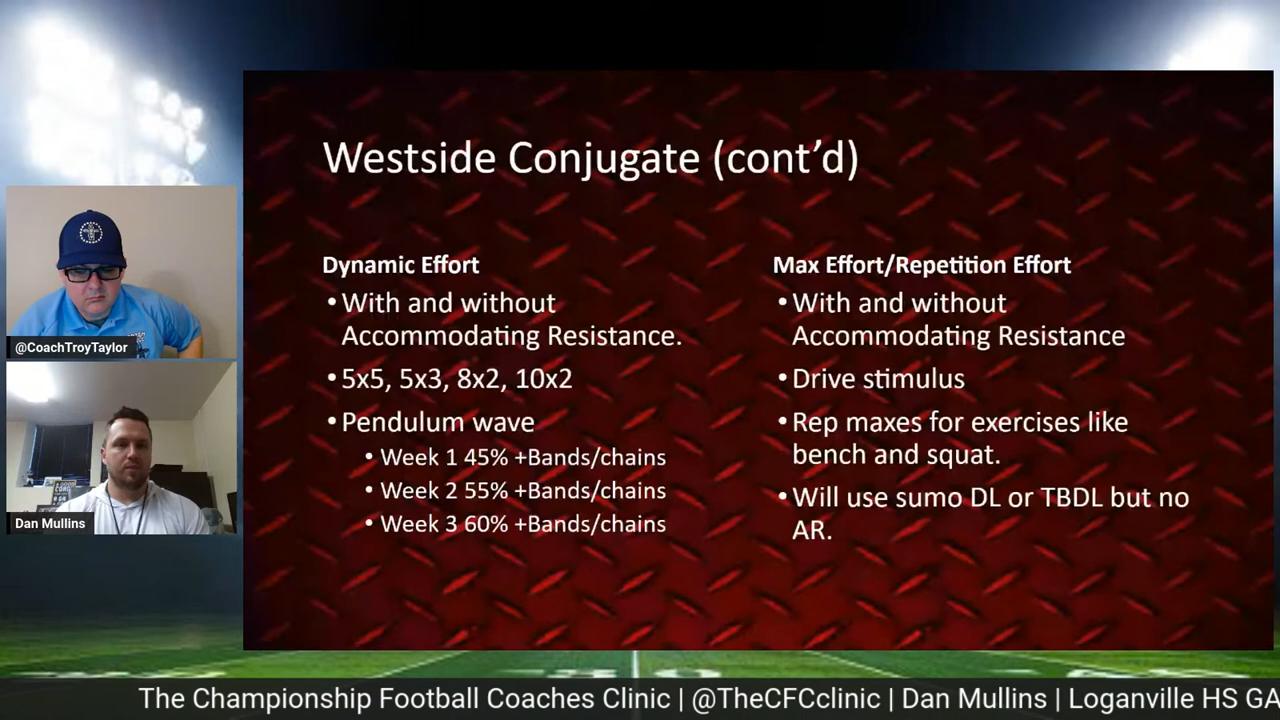 Westside Conjugate (cont’d)
Dynamic Effort
•With and without
Accommodating Resistance.
•5x5, 5x3, 8x2, 10x2
•Pendulum wave
• Week 1 45% +Bands/chains
• Week 2 55% +Bands/chains
• Week 3 60% +Bands/chains
Max Effort/Repetition Effort
•With and without
Accommodating Resistance
•Drive stimulus
•Rep maxes for exercises like
bench and squat.
•Will use sumo DL or TBDL but no
AR.
@CoachTroyTaylor
Dan Mullins
The Championship Football Coaches Clinic | @TheCFCclinic | Dan Mullins | Loganville HS GA